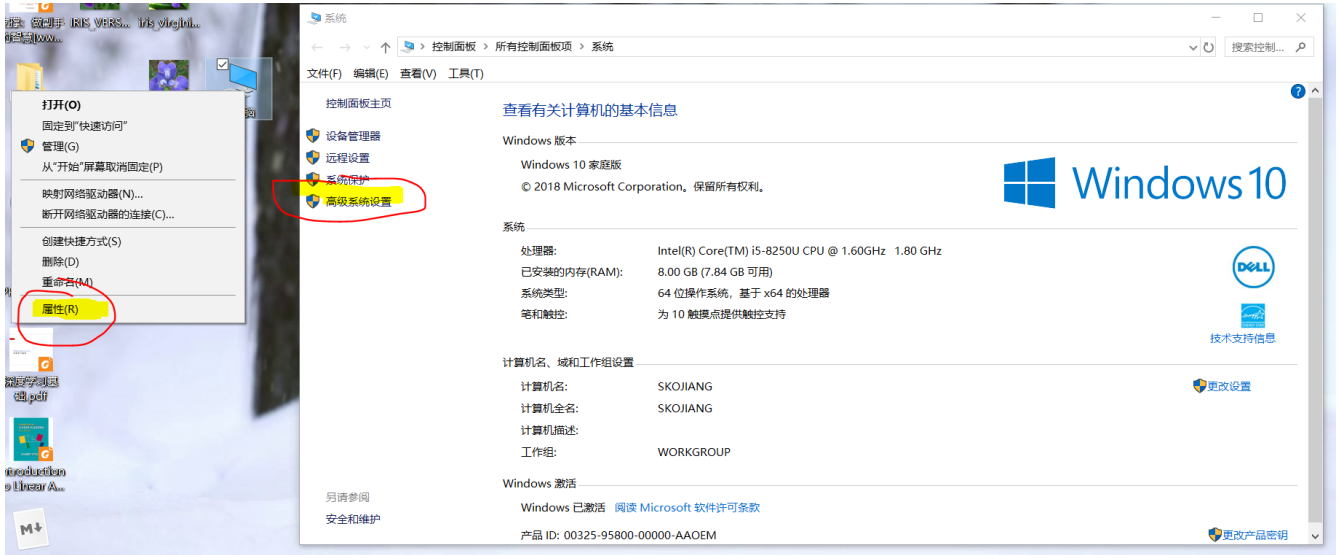 IRIS_VERS...
iris_virgini...
打开(O)
固定到"快速访问"
管理(G)
从"开始"屏幕取消固定(P)
映射网络驱动器(N)...
断开网络驱动器的连接(C)...
创建快捷方式(S)
删除(D)
重命名(M)
属性(R)
深度学习基
础.pdf
ntroduction
o Linear A...
M
系统
控制面板 › 所有控制面板项 › 系统
搜索控制...
文件(F) 编辑(E) 查看(V) 工具(T)
控制面板主页
设备管理器
远程设置
系统保护
高级系统设置
另请参阅
安全和维护
查看有关计算机的基本信息
Windows 版本
Windows 10 家庭版
© 2018 Microsoft Corporation。保留所有权利。
Windows 10
系统
处理器: Intel(R) Core(TM) i5-8250U CPU @ 1.60GHz 1.80 GHz
已安装的内存(RAM): 8.00 GB (7.84 GB 可用)
系统类型: 64 位操作系统，基于 x64 的处理器
笔和触控: 为 10 触摸点提供触控支持
DELL
技术支持信息
计算机名、域和工作组设置
计算机名: SKOJIANG
更改设置
计算机全名: SKOJIANG
计算机描述:
工作组: WORKGROUP
Windows 激活
Windows 已激活 阅读 Microsoft 软件许可条款
产品 ID: 00325-95800-00000-AAOEM
更改产品密钥